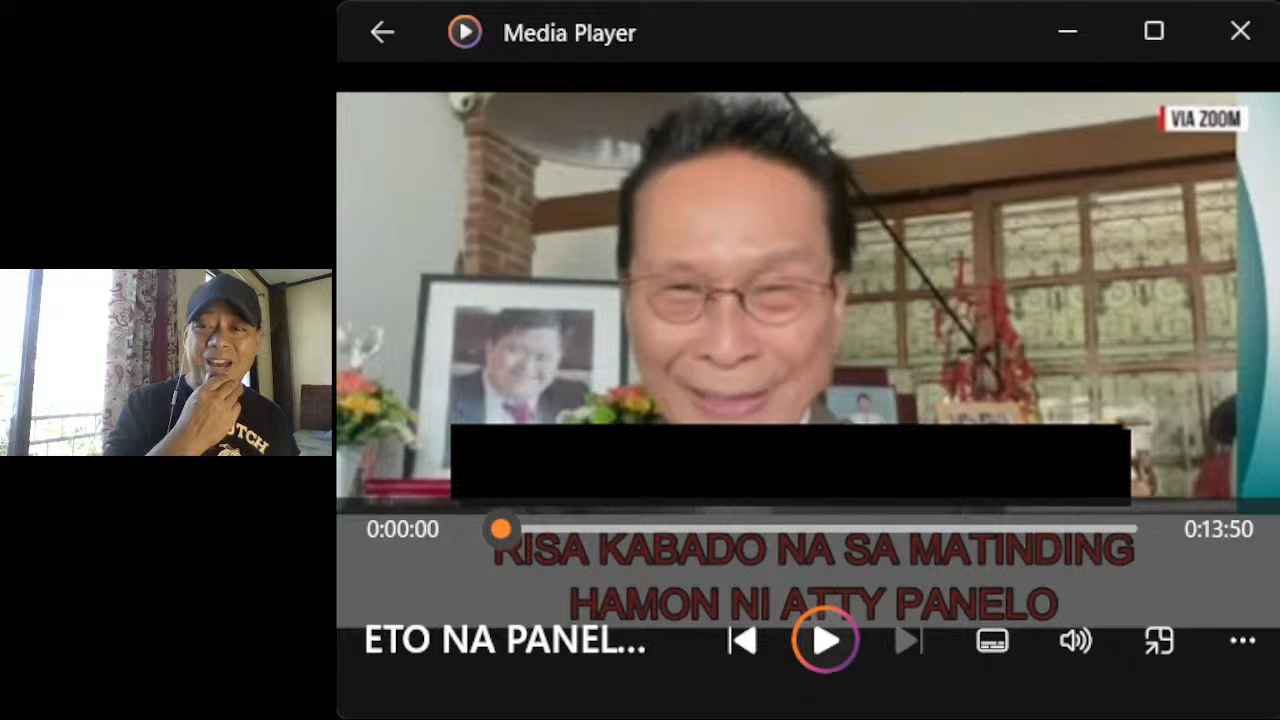 Media Player
VIA ZOOM
0:00:00
0:13:50
RISA KABADO NA SA MATINDING
HAMON NI ATTY PANELO
ETO NA PANEL...